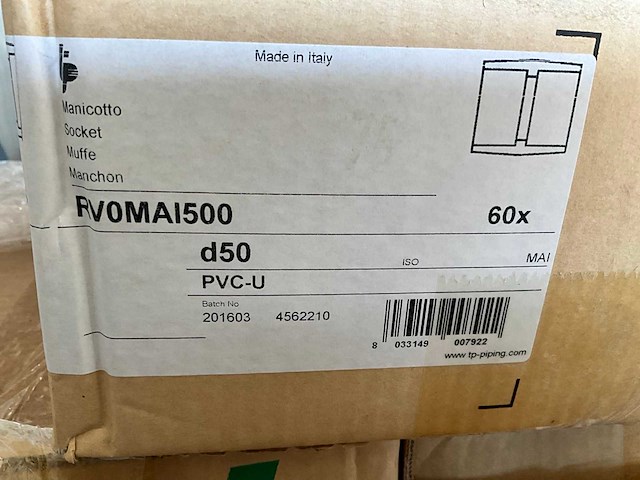 Made in Italy
Manicotto
Socket
Muffe
Manchon
RV0MAI500
60x
d50
ISO
MAI
PVC-U
Batch No
201603 4562210
8 033149 007922
www.tp-piping.com